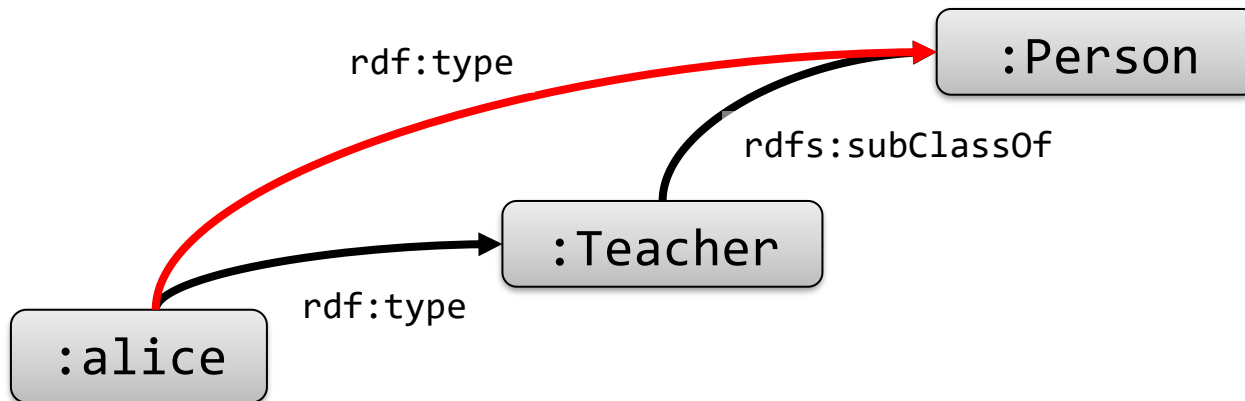 :Person
rdf:type
rdfs:subClassOf
:Teacher
rdf:type
:alice